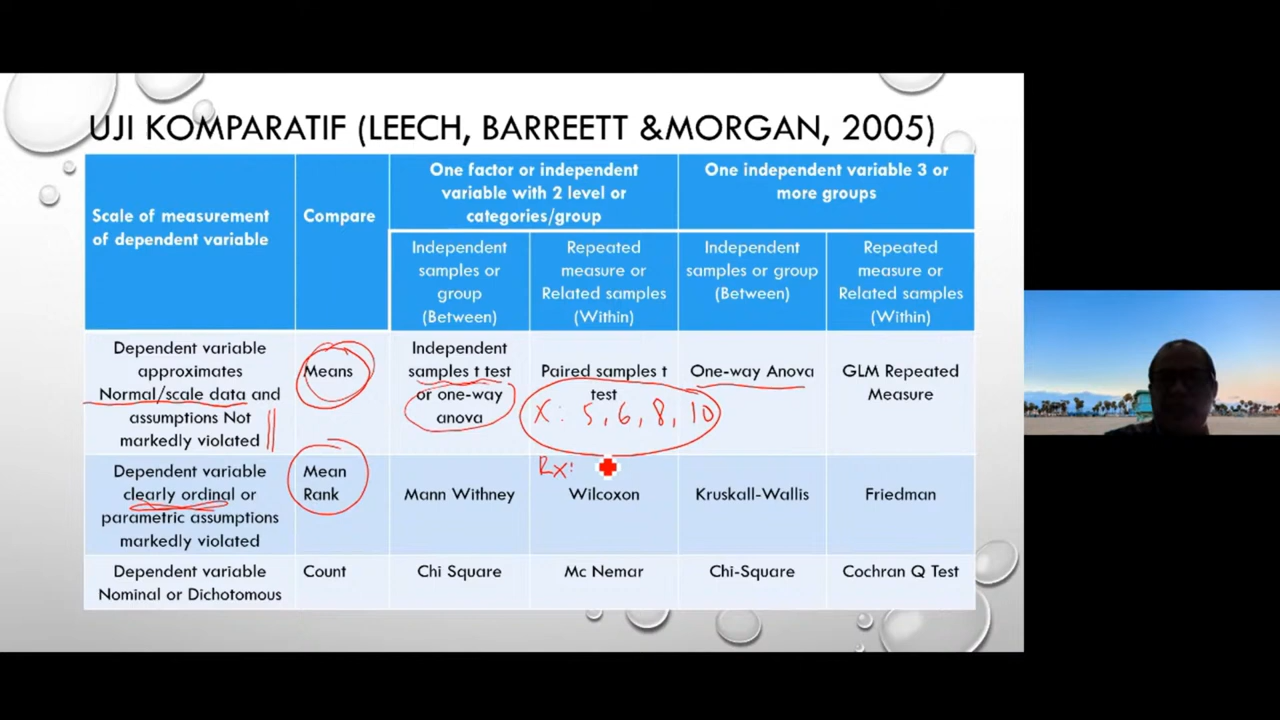 UJI KOMPARATIF (LEECH, BARREETT &MORGAN, 2005)
Scale of measurement
of dependent variable
Compare
One factor or independent
variable with 2 level or
categories/group
One independent variable 3 or
more groups
Independent
samples or
group
(Between)
Repeated
measure or
Related samples
(Within)
Independent
samples or group
(Between)
Repeated
measure or
Related samples
(Within)
Dependent variable
approximates
Normal/scale data and
assumptions Not
markedly violated
Means
Independent
samples t test
or one-way
anova
Paired samples t
test
X: 5, 6, 8, 10
One-way Anova
GLM Repeated
Measure
Dependent variable
clearly ordinal or
parametric assumptions
markedly violated
Mean
Rank
Mann Withney
Rx:
Wilcoxon
Kruskall-Wallis
Friedman
Dependent variable
Nominal or Dichotomous
Count
Chi Square
Mc Nemar
Chi-Square
Cochran Q Test